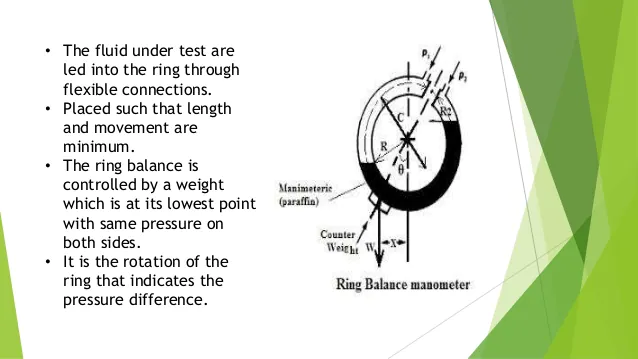 • The fluid under test are
led into the ring through
flexible connections.
• Placed such that length
and movement are
minimum.
• The ring balance is
controlled by a weight
which is at its lowest point
with same pressure on
both sides.
• It is the rotation of the
ring that indicates the
pressure difference.
P1
P2
R2
C
R
θ
Manimeteric
(paraffin)
Counter
Weight
W
X
Ring Balance manometer